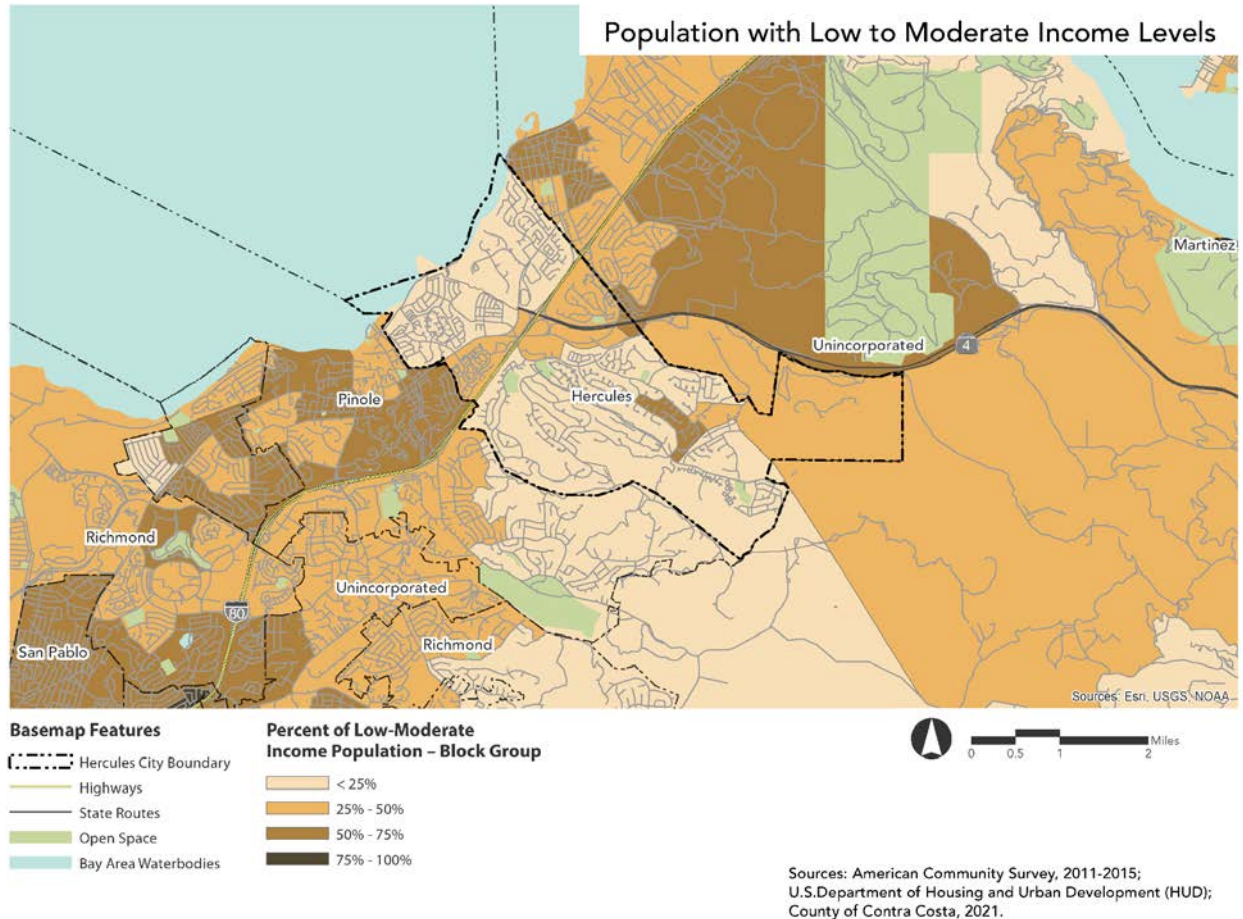 Population with Low to Moderate Income Levels
Martinez
Unincorporated
4
Hercules
Pinole
Richmond
Unincorporated
80
Richmond
San Pablo
Sources: Esri, USGS, NOAA
Basemap Features
Hercules City Boundary
Highways
State Routes
Open Space
Bay Area Waterbodies
Percent of Low-Moderate
Income Population – Block Group
< 25%
25% - 50%
50% - 75%
75% - 100%
0 0.5 1 2 Miles
Sources: American Community Survey, 2011-2015;
U.S.Department of Housing and Urban Development (HUD);
County of Contra Costa, 2021.